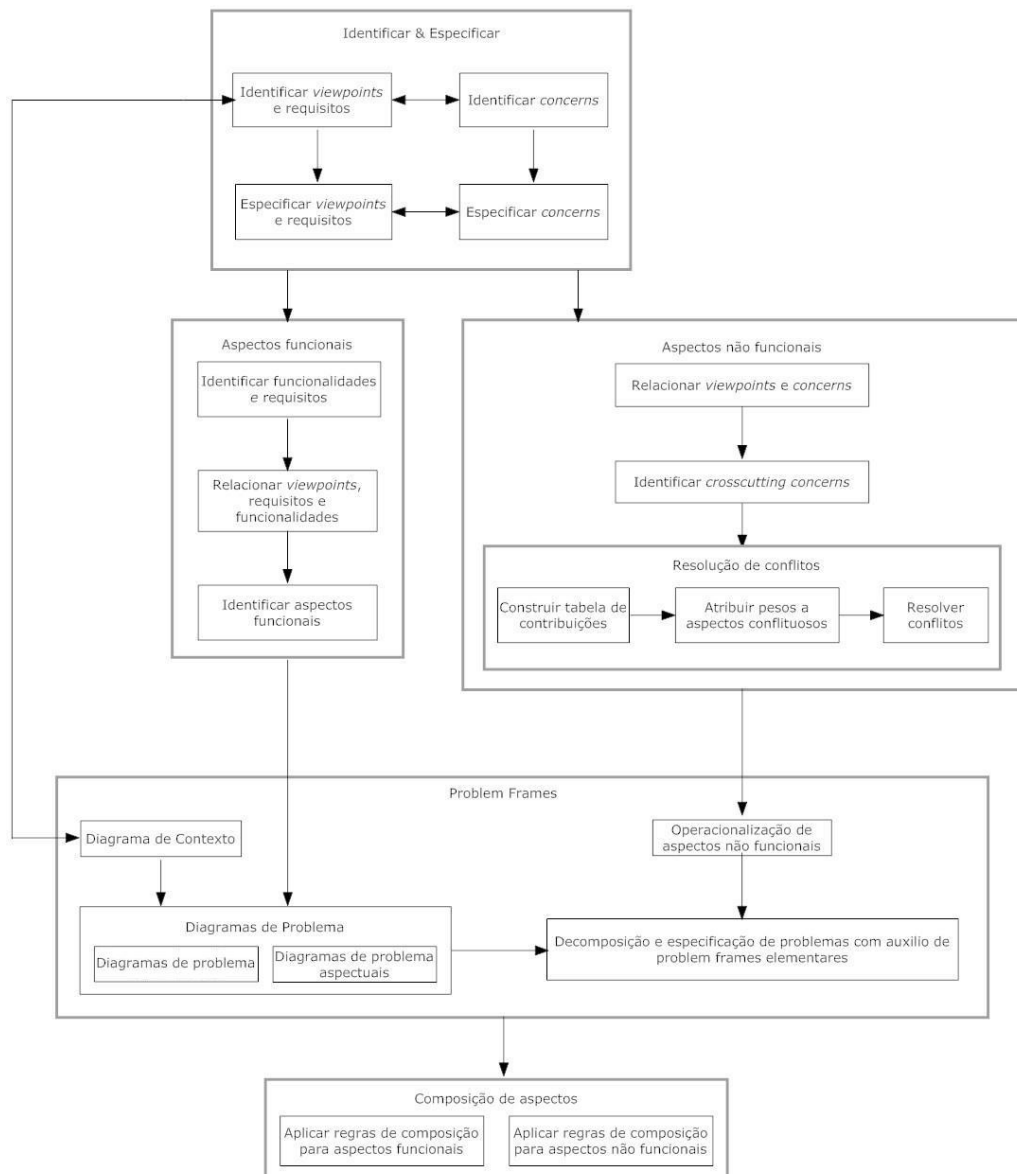 Identificar & Especificar
Identificar viewpoints
e requisitos
Identificar concerns
Especificar viewpoints
e requisitos
Especificar concerns
Aspectos funcionais
Identificar funcionalidades
e requisitos
Relacionar viewpoints,
requisitos e
funcionalidades
Identificar aspectos
funcionais
Aspectos não funcionais
Relacionar viewpoints e concerns
Identificar crosscutting concerns
Resolução de conflitos
Construir tabela de
contribuições
Atribuir pesos a
aspectos conflituosos
Resolver
conflitos
Problem Frames
Diagrama de Contexto
Operacionalização de
aspectos não funcionais
Diagramas de Problema
Diagramas de problema
Diagramas de problema
aspectuais
Decomposição e especificação de problemas com auxilio de
problem frames elementares
Composição de aspectos
Aplicar regras de composição
para aspectos funcionais
Aplicar regras de composição
para aspectos não funcionais